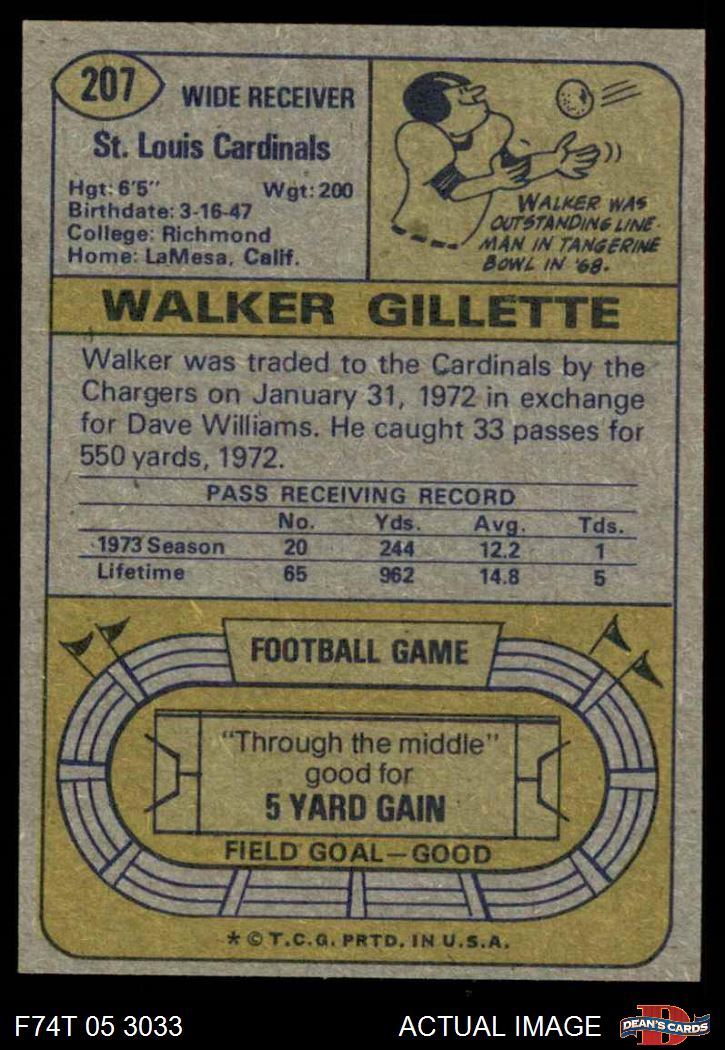 207
WIDE RECEIVER
St. Louis Cardinals
Hgt: 6'5" Wgt: 200
Birthdate: 3-16-47
College: Richmond
Home: LaMesa, Calif.
WALKER WAS
OUTSTANDING LINE-
MAN IN TANGERINE
BOWL IN '68.
WALKER GILLETTE
Walker was traded to the Cardinals by the
Chargers on January 31, 1972 in exchange
for Dave Williams. He caught 33 passes for
550 yards, 1972.
PASS RECEIVING RECORD
No. Yds. Avg. Tds.
1973 Season 20 244 12.2 1
Lifetime 65 962 14.8 5
FOOTBALL GAME
"Through the middle"
good for
5 YARD GAIN
FIELD GOAL—GOOD
* © T.C.G. PRTD. IN U.S.A.
F74T 05 3033 ACTUAL IMAGE
D
DEAN'S CARDS